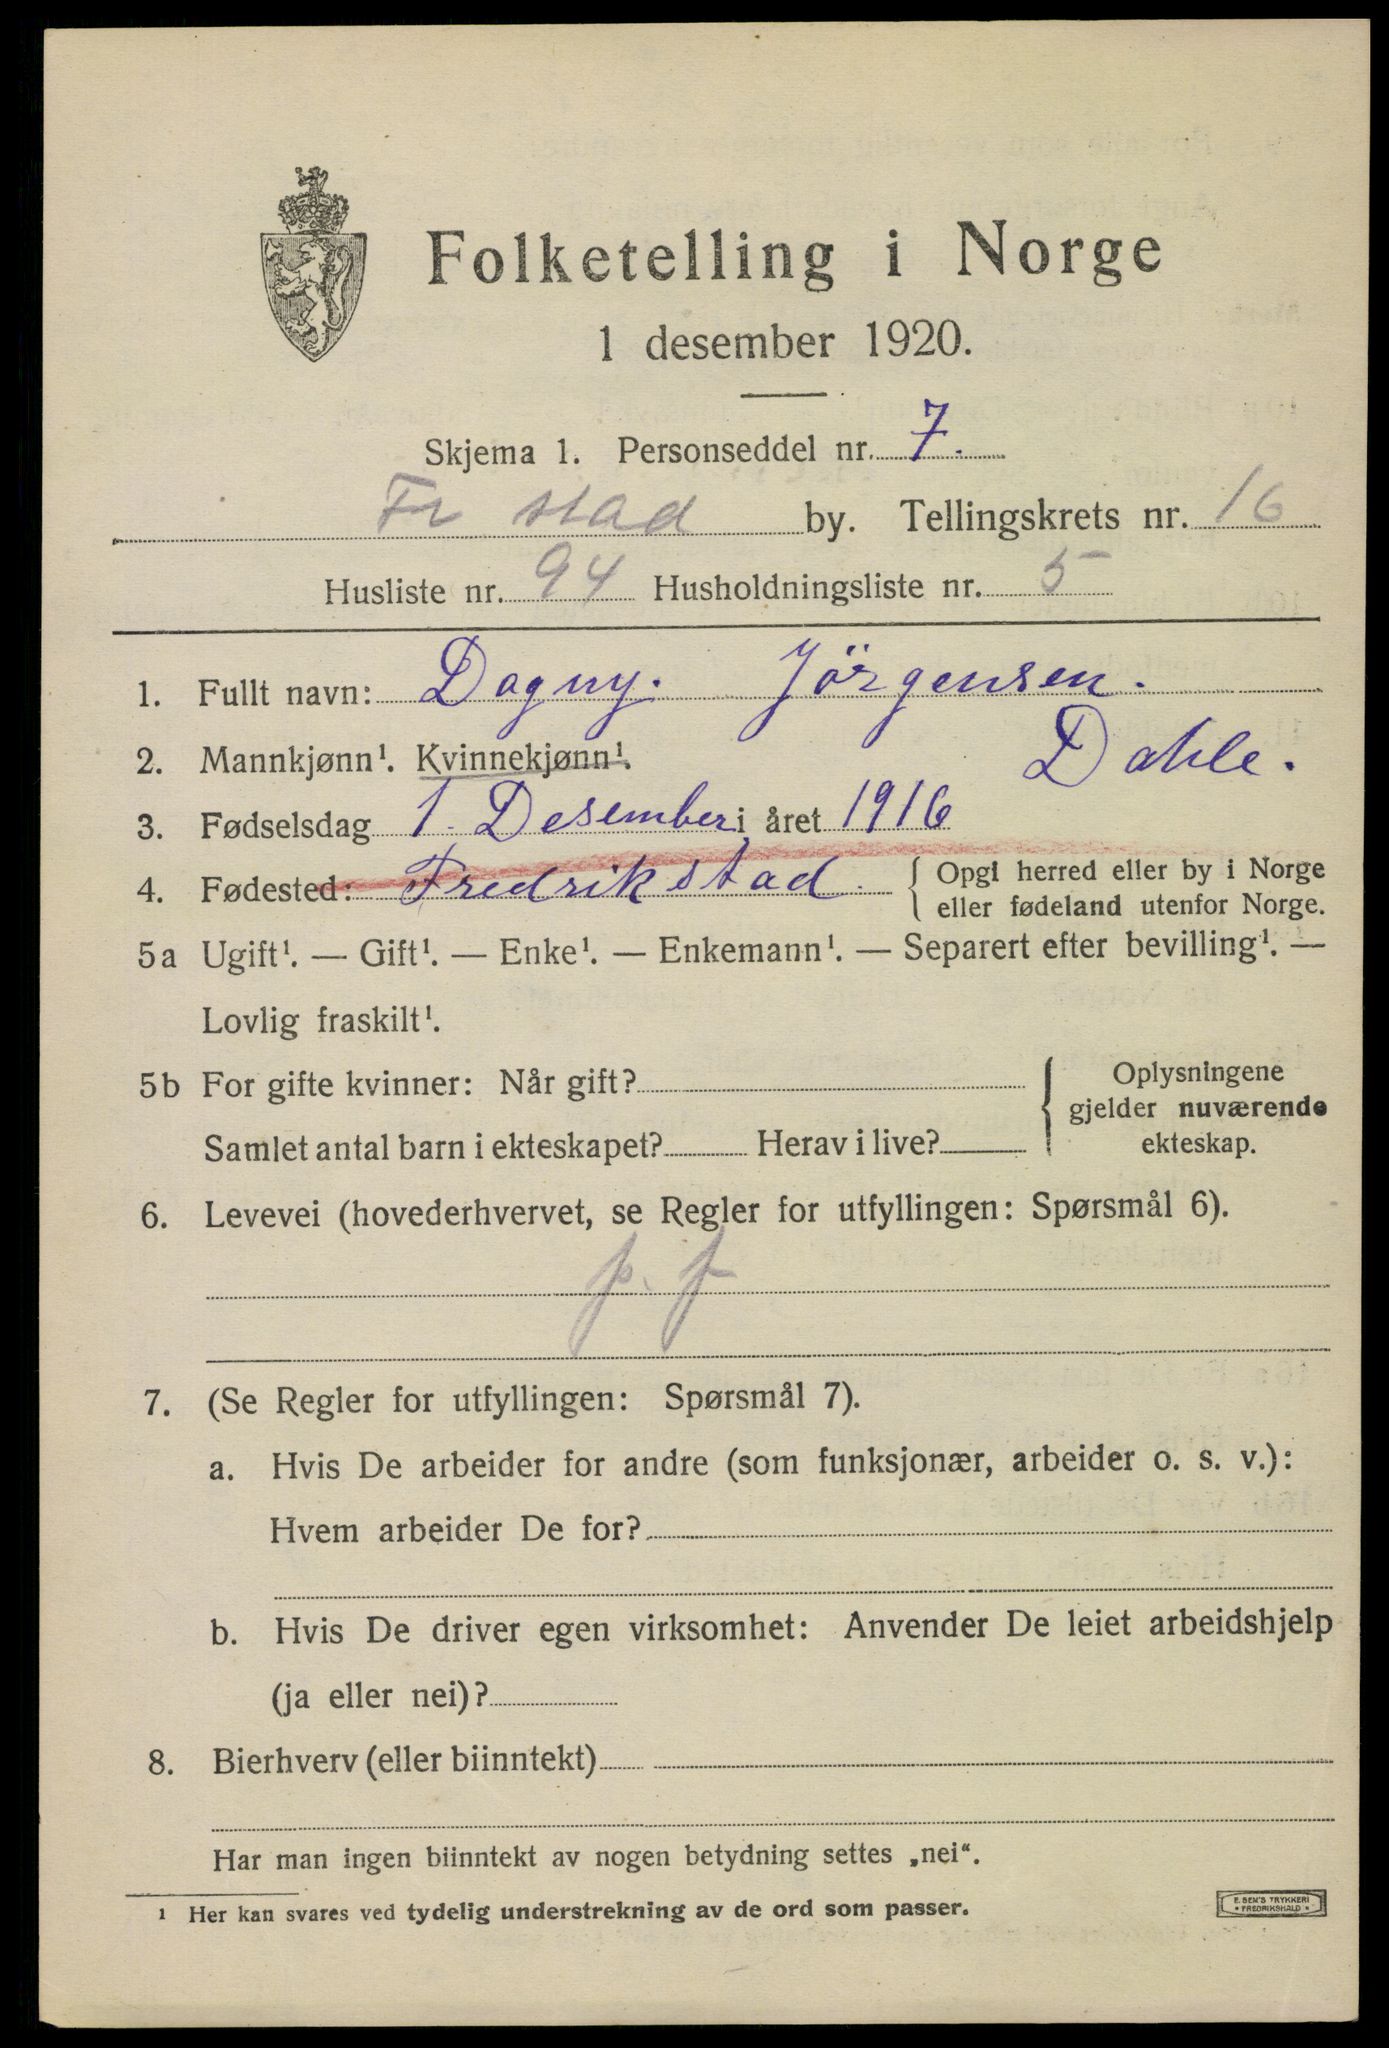 Folketelling i Norge
1 desember 1920.
Skjema 1. Personseddel nr. 7.
Fr stad by. Tellingskrets nr. 16
Husliste nr. 94 Husholdningsliste nr. 5
1. Fullt navn: Dagny. Jörgensen.
Dahle.
2. Mannkjønn¹. Kvinnekjønn¹.
3. Fødselsdag 1. Desember i året 1916
4. Fødested: Fredrikstad. { Opgi herred eller by i Norge
eller fødeland utenfor Norge.
5a Ugift¹. — Gift¹. — Enke¹. — Enkemann¹. — Separert efter bevilling¹. —
Lovlig fraskilt¹.
5b For gifte kvinner: Når gift? { Oplysningene
gjelder nuværende
Samlet antal barn i ekteskapet? Herav i live? ekteskap.
6. Levevei (hovederhvervet, se Regler for utfyllingen: Spørsmål 6).
p. f
7. (Se Regler for utfyllingen: Spørsmål 7).
a. Hvis De arbeider for andre (som funksjonær, arbeider o. s. v.):
Hvem arbeider De for?
b. Hvis De driver egen virksomhet: Anvender De leiet arbeidshjelp
(ja eller nei)?
8. Bierhverv (eller biinntekt)
Har man ingen biinntekt av nogen betydning settes „nei“.
¹ Her kan svares ved tydelig understrekning av de ord som passer.
E. SEM'S TRYKKERI
• FREDRIKSHALD •